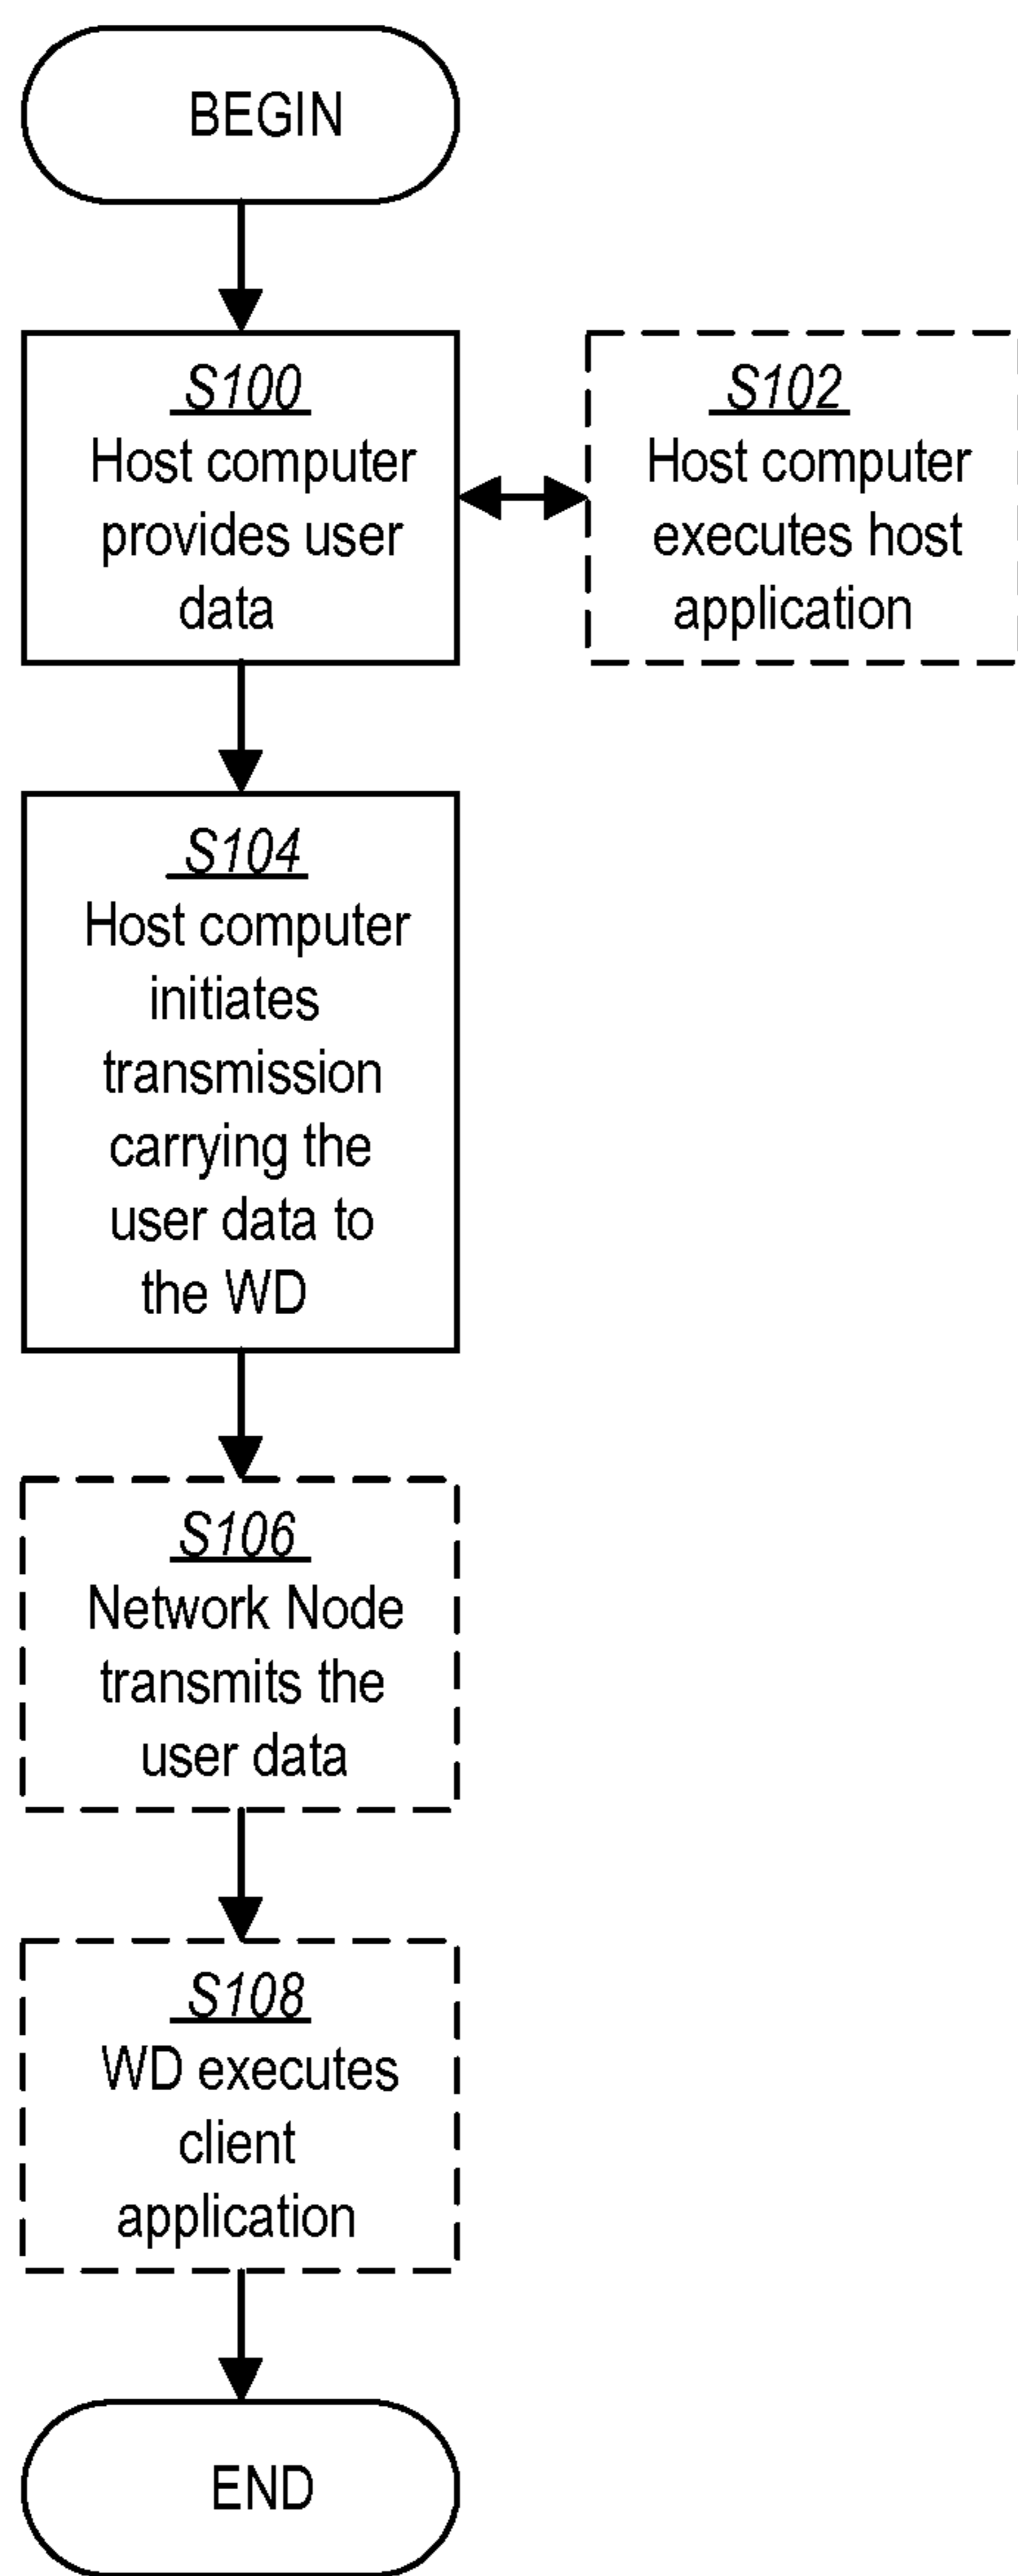 BEGIN
S100
Host computer
provides user
data
S102
Host computer
executes host
application
S104
Host computer
initiates
transmission
carrying the
user data to
the WD
S106
Network Node
transmits the
user data
S108
WD executes
client
application
END